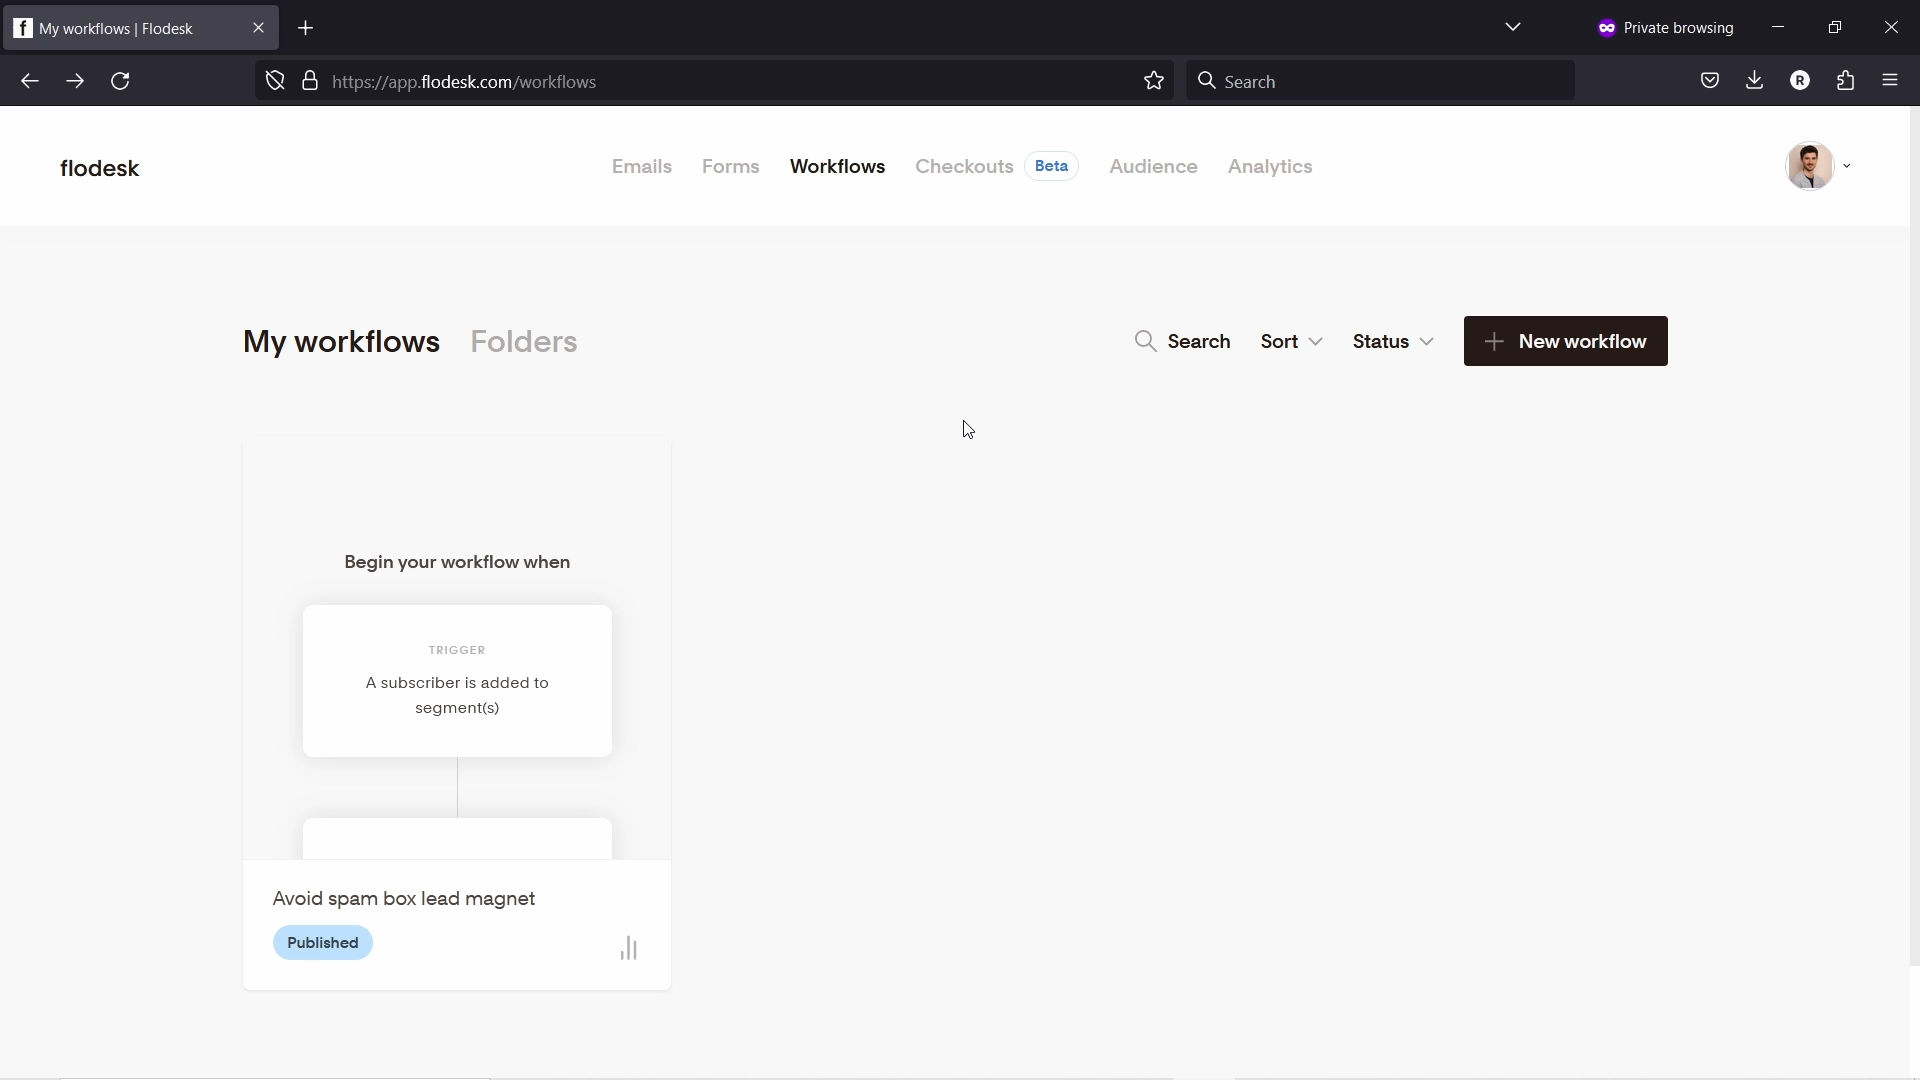 My workflows | Flodesk
Private browsing
https://app.flodesk.com/workflows
Search
R
flodesk
Emails
Forms
Workflows
Checkouts
Beta
Audience
Analytics
My workflows
Folders
Search
Sort
Status
New workflow
Begin your workflow when
TRIGGER
A subscriber is added to
segment(s)
Avoid spam box lead magnet
Published